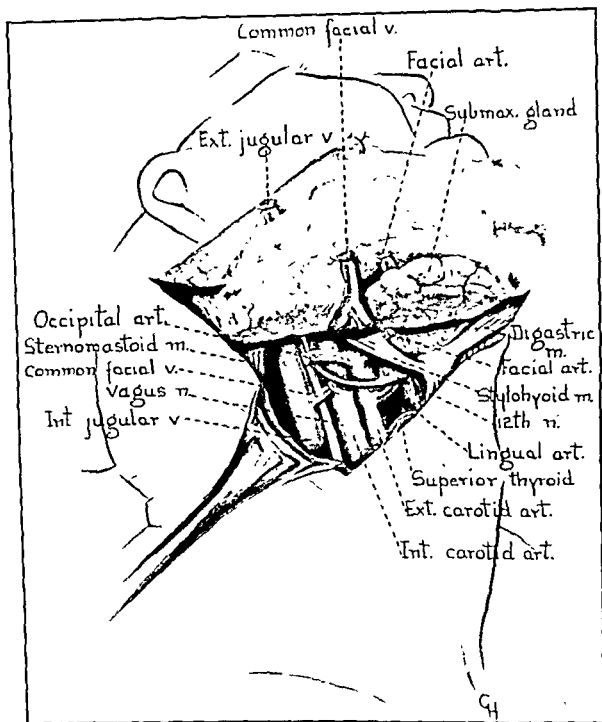 Common facial v.
Facial art.
Submax. gland
Ext. jugular v
Occipital art.
Sternomastoid m.
Common facial v.
Vagus n.
Int jugular v
Digastric
m.
Facial art.
Stylohyoid m
12th n.
Lingual art.
Superior thyroid
Ext. carotid art.
Int. carotid art.
GH